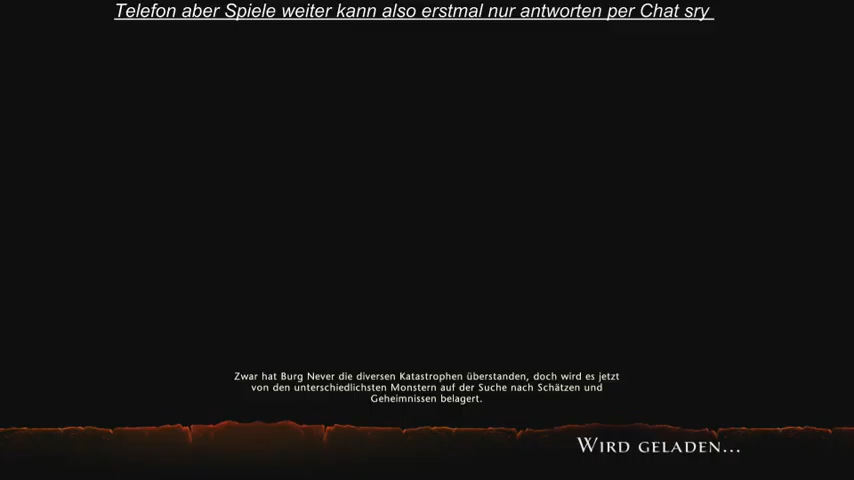 Telefon aber Spiele weiter kann also erstmal nur antworten per Chat sry
Zwar hat Burg Never die diversen Katastrophen überstanden, doch wird es jetzt
von den unterschiedlichsten Monstern auf der Suche nach Schätzen und
Geheimnissen belagert.
Wird geladen...